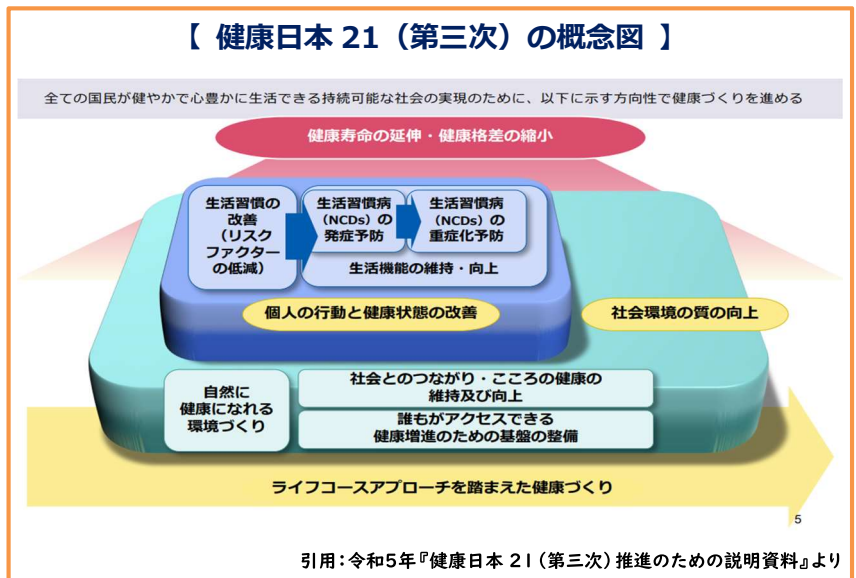 【 健康日本 21（第三次）の概念図 】
全ての国民が健やかで心豊かに生活できる持続可能な社会の実現のために、以下に示す方向性で健康づくりを進める
健康寿命の延伸・健康格差の縮小
生活習慣の
改善
（リスク
ファクター
の低減）
生活習慣病
（NCDs）の
発症予防
生活習慣病
（NCDs）の
重症化予防
生活機能の維持・向上
個人の行動と健康状態の改善
社会環境の質の向上
自然に
健康になれる
環境づくり
社会とのつながり・こころの健康の
維持及び向上
誰もがアクセスできる
健康増進のための基盤の整備
ライフコースアプローチを踏まえた健康づくり
5
引用：令和5年『健康日本 21（第三次）推進のための説明資料』より